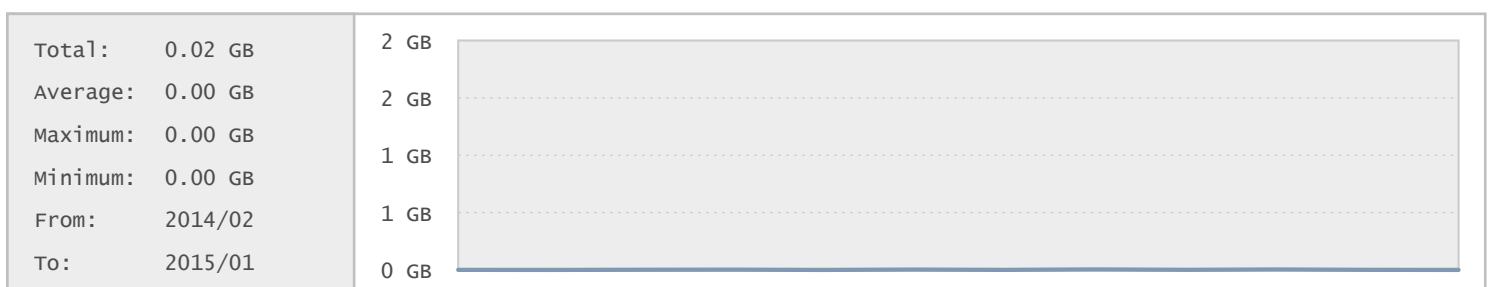 Total: 0.02 GB
Average: 0.00 GB
Maximum: 0.00 GB
Minimum: 0.00 GB
From: 2014/02
To: 2015/01
2 GB
2 GB
1 GB
1 GB
0 GB